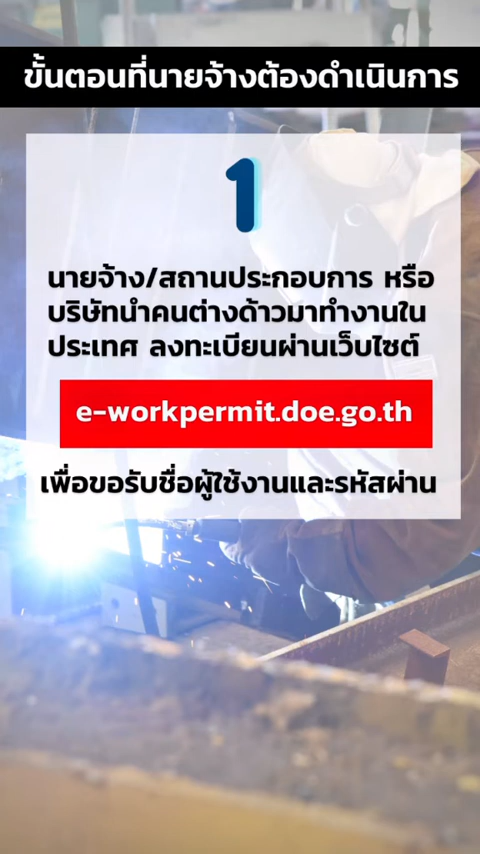 ขั้นตอนที่นายจ้างต้องดำเนินการ
1
นายจ้าง/สถานประกอบการ หรือ
บริษัทนำคนต่างด้าวมาทำงานใน
ประเทศ ลงทะเบียนผ่านเว็บไซต์
e-workpermit.doe.go.th
เพื่อขอรับชื่อผู้ใช้งานและรหัสผ่าน